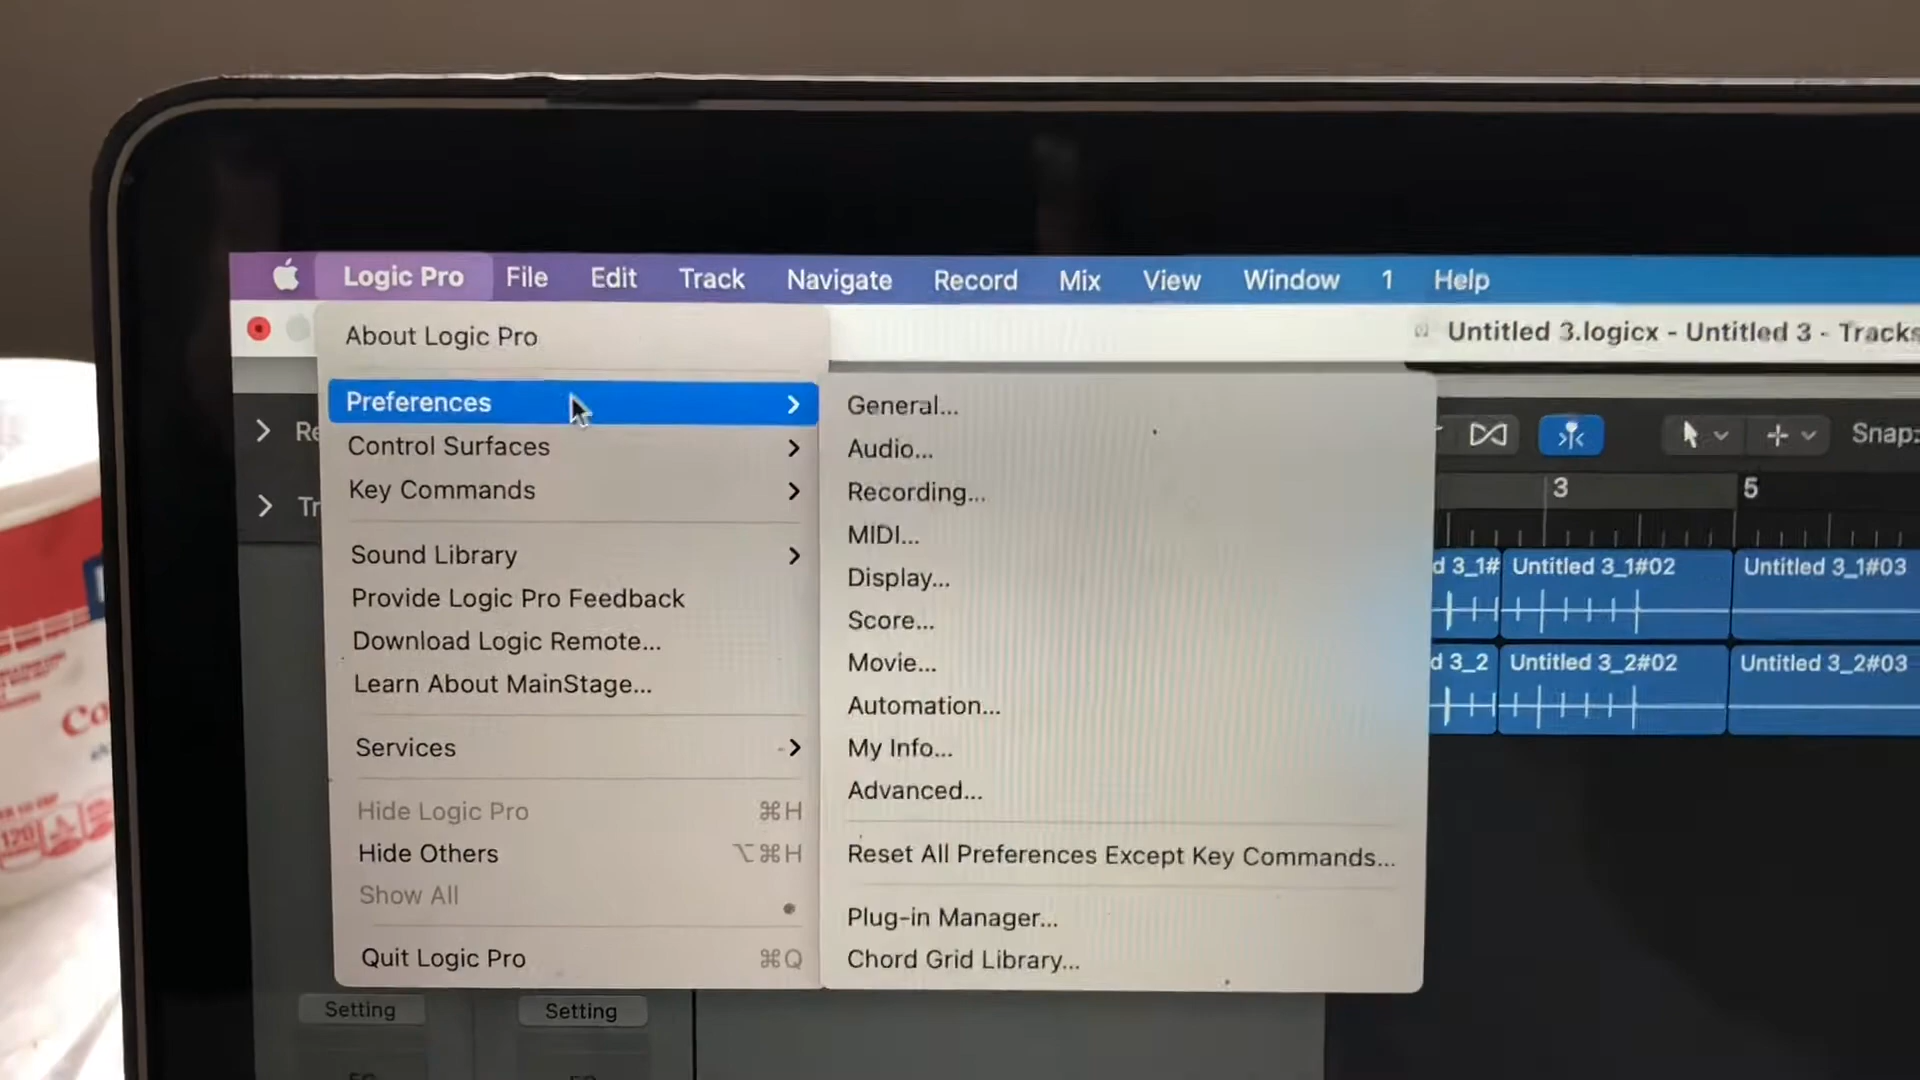 Logic Pro File Edit Track Navigate Record Mix View Window 1 Help
Untitled 3.logicx - Untitled 3 - Tracks
About Logic Pro
Preferences
Control Surfaces
Key Commands
Sound Library
Provide Logic Pro Feedback
Download Logic Remote...
Learn About MainStage...
Services
Hide Logic Pro ⌘H
Hide Others ⌥⌘H
Show All
Quit Logic Pro ⌘Q
General...
Audio...
Recording...
MIDI...
Display...
Score...
Movie...
Automation...
My Info...
Advanced...
Reset All Preferences Except Key Commands...
Plug-in Manager...
Chord Grid Library...
Snap:
3 5
d 3_1# Untitled 3_1#02 Untitled 3_1#03
d 3_2 Untitled 3_2#02 Untitled 3_2#03
Setting Setting
Co
120